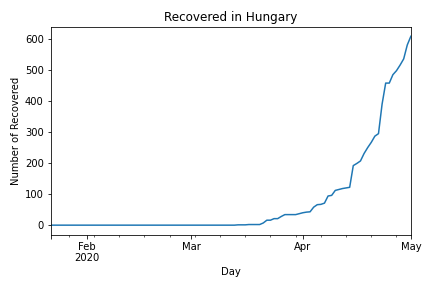 Recovered in Hungary
Number of Recovered
600
500
400
300
200
100
0
Feb
2020
Mar
Apr
May
Day